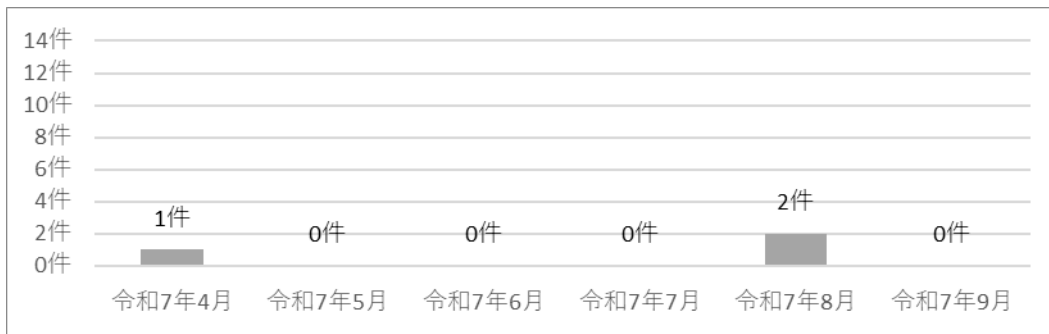 14件
12件
10件
8件
6件
4件
2件
0件
1件
0件
0件
0件
2件
0件
令和7年4月
令和7年5月
令和7年6月
令和7年7月
令和7年8月
令和7年9月